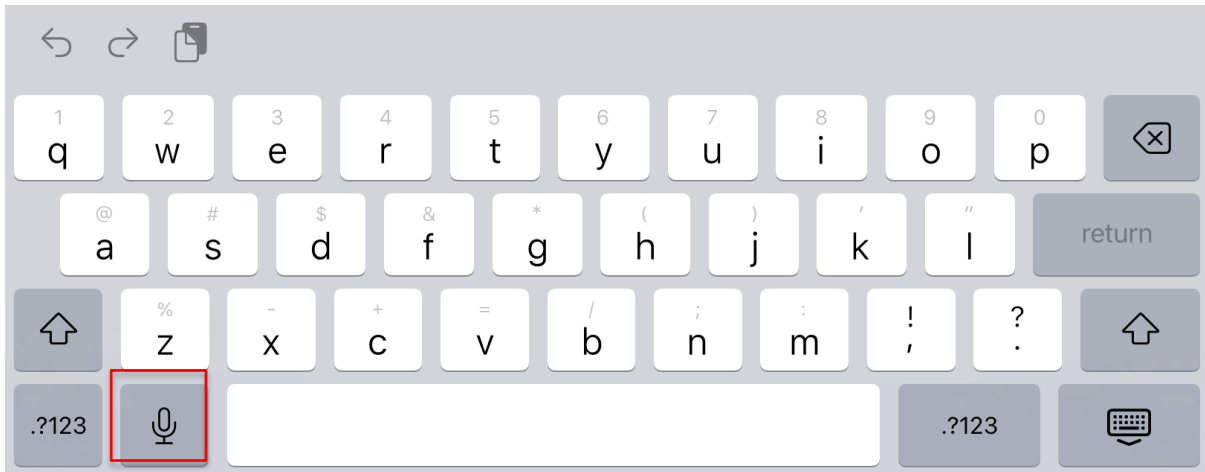 1 2 3 4 5 6 7 8 9 0
q w e r t y u i o p
@ # $ & * ( ) ' "
a s d f g h j k l return
% - + = / ; : ! ?
z x c v b n m , .
.?123 .?123